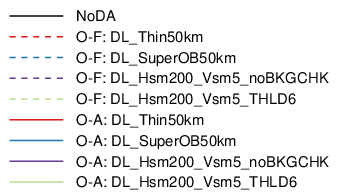 NoDA
O-F: DL_Thin50km
O-F: DL_SuperOB50km
O-F: DL_Hsm200_Vsm5_noBKGCHK
O-F: DL_Hsm200_Vsm5_THLD6
O-A: DL_Thin50km
O-A: DL_SuperOB50km
O-A: DL_Hsm200_Vsm5_noBKGCHK
O-A: DL_Hsm200_Vsm5_THLD6